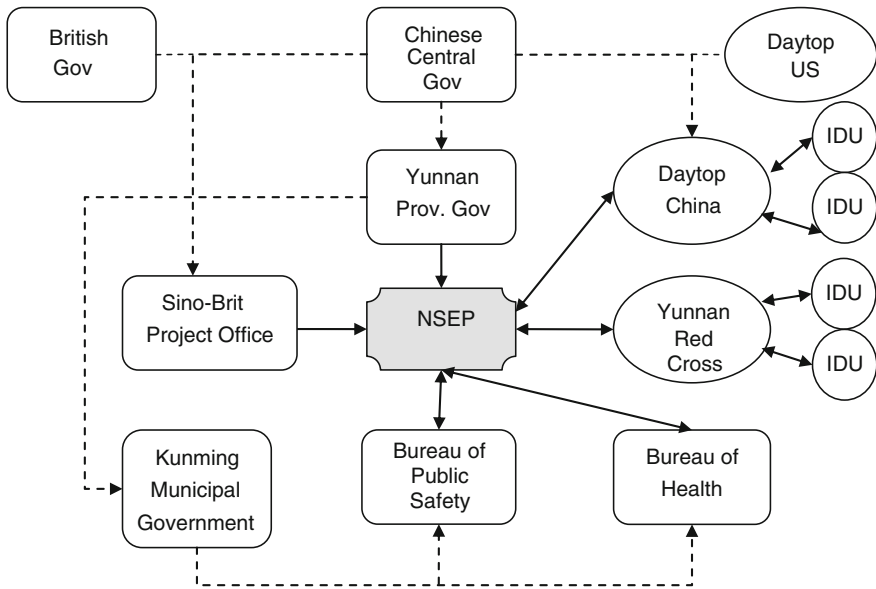 British
Gov
Chinese
Central
Gov
Daytop
US
IDU
Yunnan
Prov. Gov
Daytop
China
IDU
Sino-Brit
Project Office
NSEP
Yunnan
Red
Cross
IDU
IDU
Kunming
Municipal
Government
Bureau of
Public
Safety
Bureau of
Health